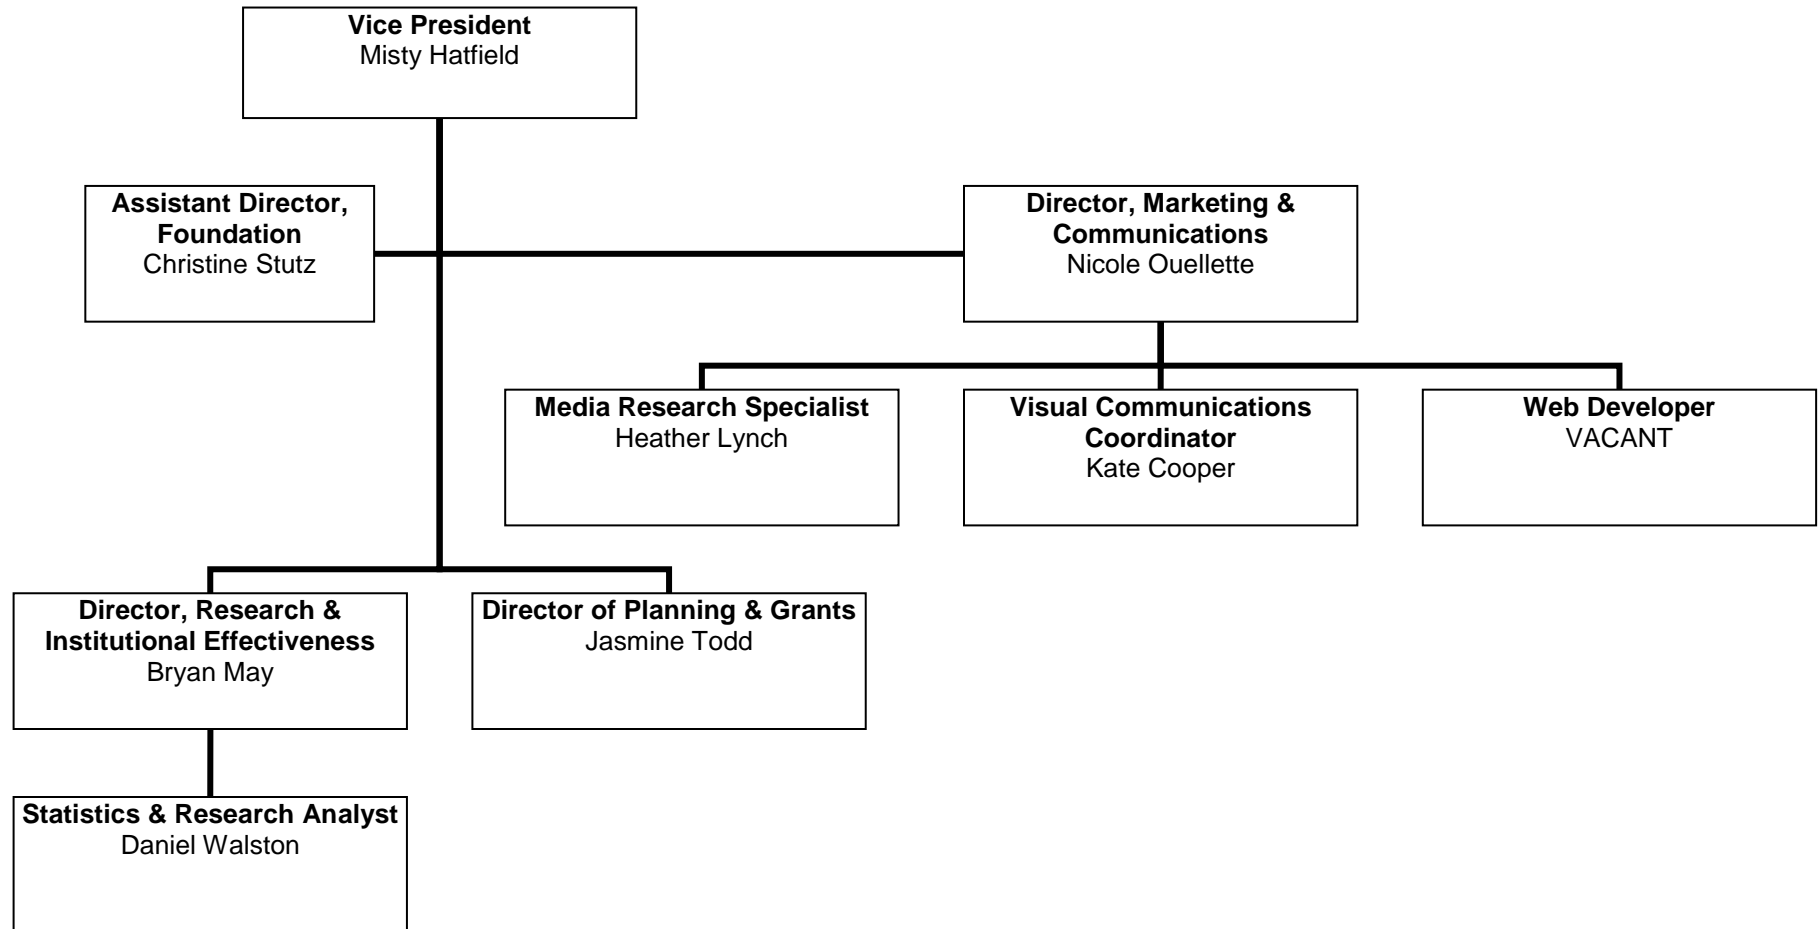 Vice President
Misty Hatfield
Assistant Director,
Foundation
Christine Stutz
Director, Marketing &
Communications
Nicole Ouellette
Media Research Specialist
Heather Lynch
Visual Communications
Coordinator
Kate Cooper
Web Developer
VACANT
Director, Research &
Institutional Effectiveness
Bryan May
Director of Planning & Grants
Jasmine Todd
Statistics & Research Analyst
Daniel Walston